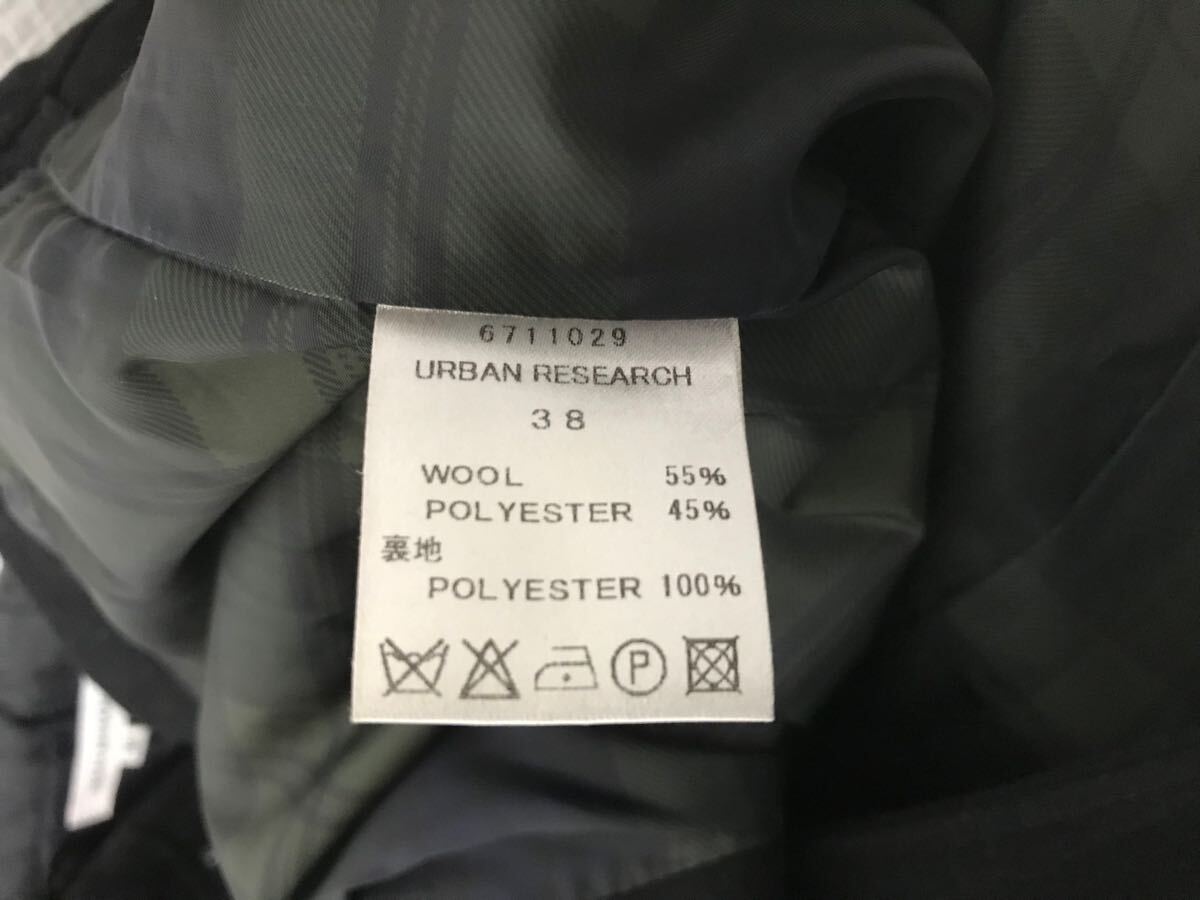 6711029
URBAN RESEARCH
38
WOOL 55%
POLYESTER 45%
裏地
POLYESTER 100%
P